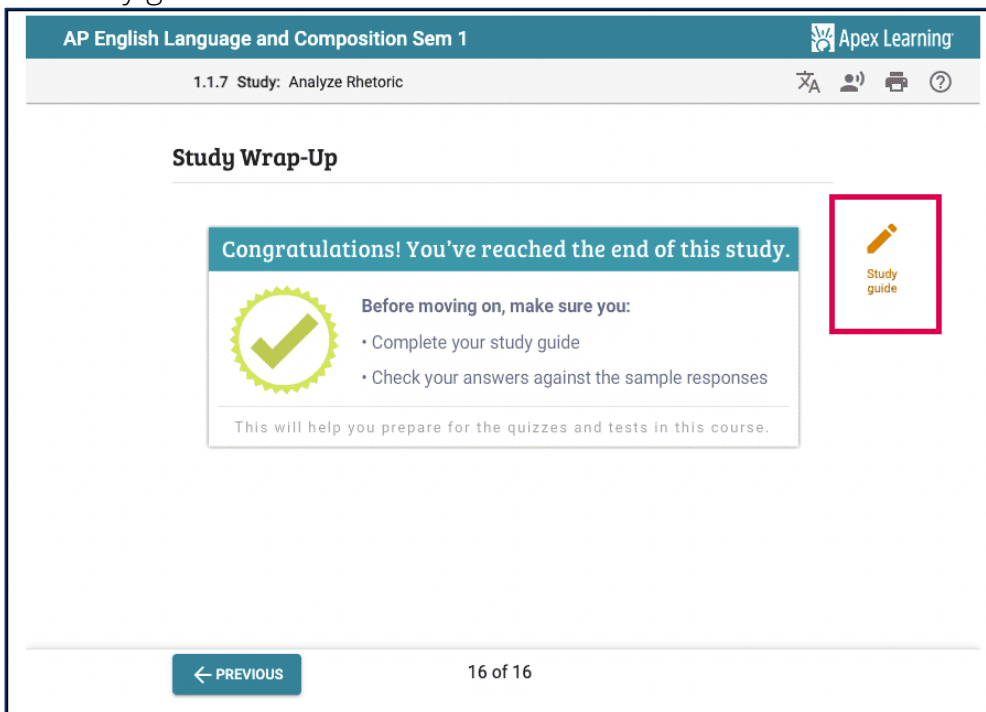 AP English Language and Composition Sem 1
Apex Learning
1.1.7 Study: Analyze Rhetoric
Study Wrap-Up
Congratulations! You've reached the end of this study.
Before moving on, make sure you:
• Complete your study guide
• Check your answers against the sample responses
This will help you prepare for the quizzes and tests in this course.
Study
guide
← PREVIOUS
16 of 16